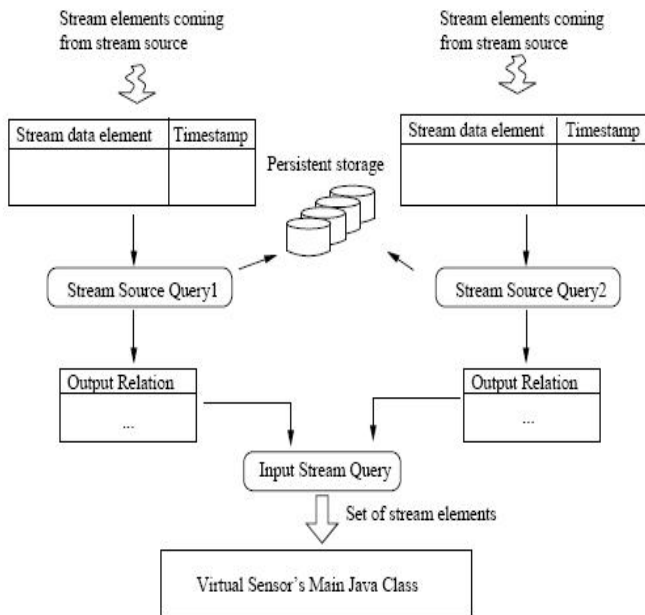 Stream elements coming
from stream source
Stream elements coming
from stream source
Stream data element Timestamp
Stream data element Timestamp
Persistent storage
Stream Source Query1
Stream Source Query2
Output Relation
...
Output Relation
...
Input Stream Query
Set of stream elements
Virtual Sensor's Main Java Class